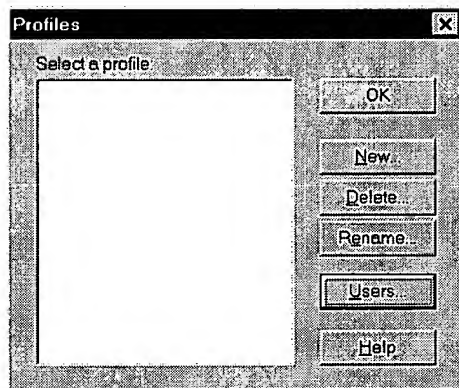 Profiles
Select a profile:
OK
New...
Delete...
Rename...
Users...
Help